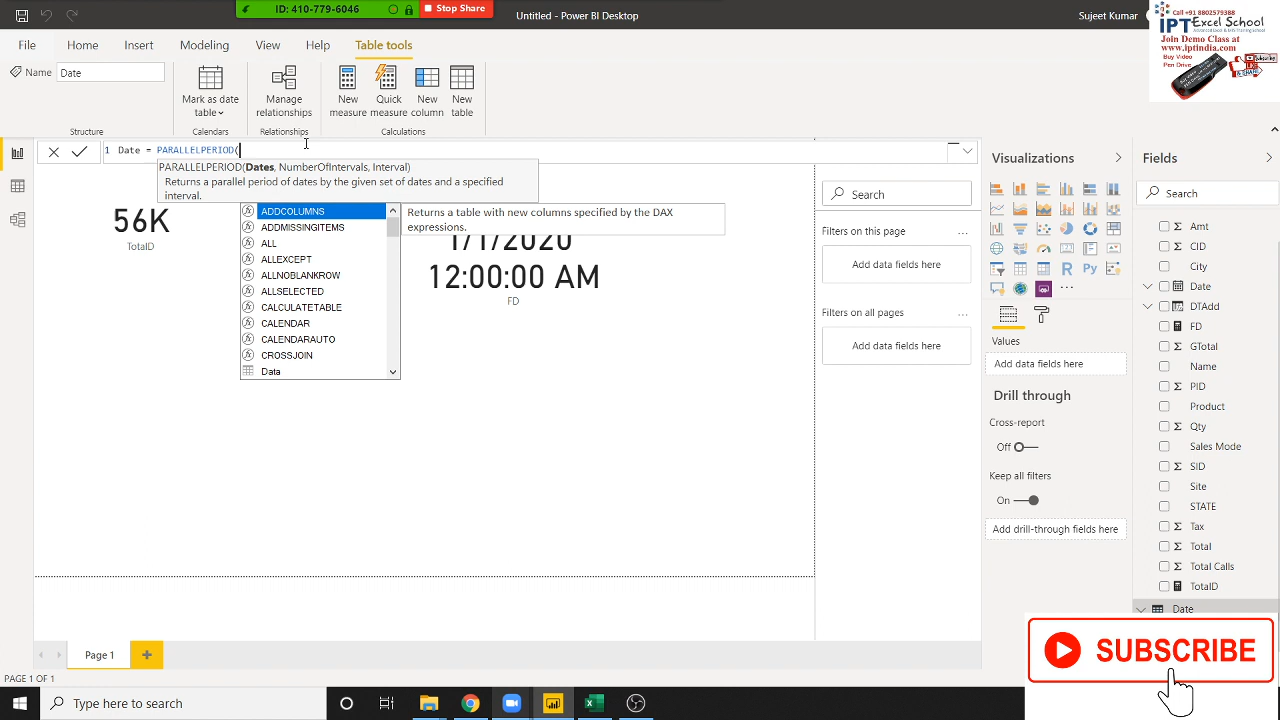 ID: 410-779-6046
Stop Share
Untitled - Power BI Desktop
Sujeet Kumar
Call +91 8802579388
IPT Excel School
Advanced Excel & MIS Training School
Join Demo Class at
www.iptindia.com
Buy Video
Pen Drive
File
Home
Insert
Modeling
View
Help
Table tools
Name
Date
Mark as date
table
Manage
relationships
New
measure
Quick
measure
New
column
New
table
Structure
Calendars
Relationships
Calculations
1 Date = PARALLELPERIOD(
PARALLELPERIOD(Dates, NumberOfIntervals, Interval)
Returns a parallel period of dates by the given set of dates and a specified
interval.
ADDCOLUMNS
ADDMISSINGITEMS
ALL
ALLEXCEPT
ALLNOBLANKROW
ALLSELECTED
CALCULATETABLE
CALENDAR
CALENDARAUTO
CROSSJOIN
Data
Returns a table with new columns specified by the DAX
expressions.
56K
TotalD
1/1/2020
12:00:00 AM
FD
Search
Filters on this page
...
Add data fields here
Filters on all pages
...
Add data fields here
Visualizations
R
Py
Values
Add data fields here
Drill through
Cross-report
Off
Keep all filters
On
Add drill-through fields here
Fields
Search
Amt
CID
City
Date
DTAdd
FD
GTotal
Name
PID
Product
Qty
Sales Mode
SID
Site
STATE
Tax
Total
Total Calls
TotalD
Date
SUBSCRIBE
Page 1
PAGE 1 OF 1
Type here to search